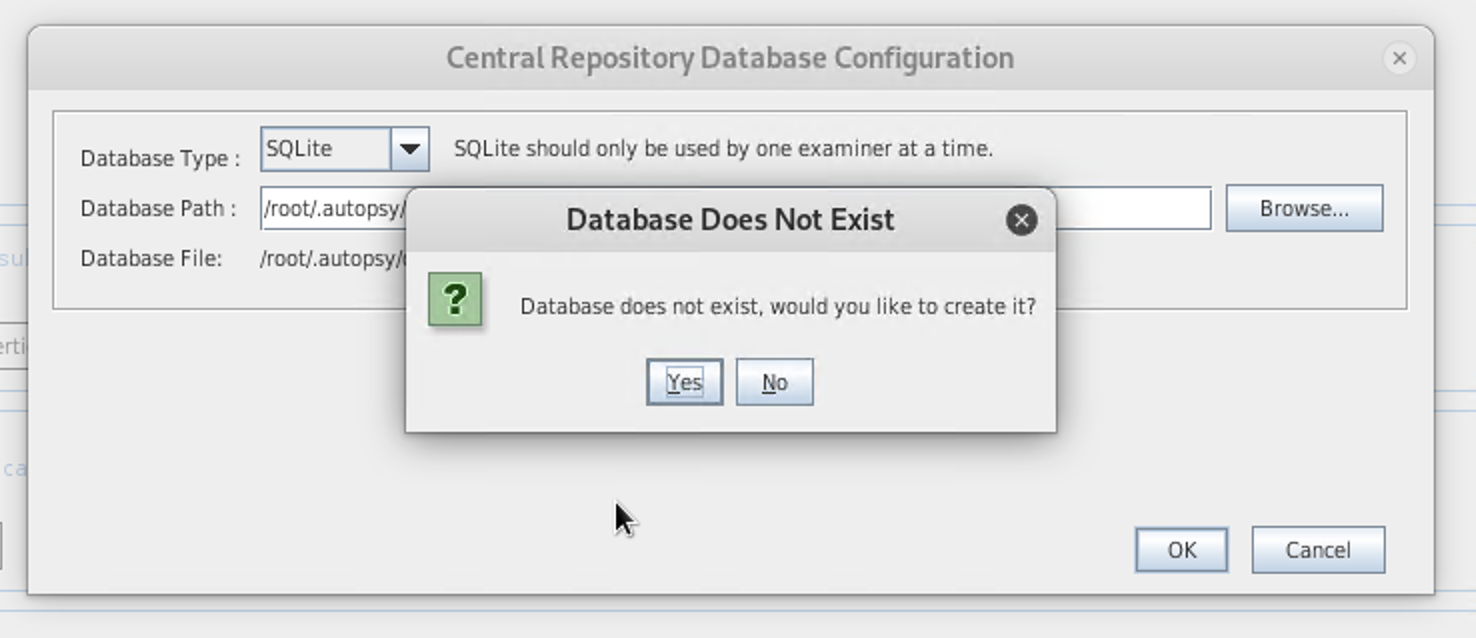 Central Repository Database Configuration
Database Type : SQLite SQLite should only be used by one examiner at a time.
Database Path : /root/.autopsy/ Browse...
Database File: /root/.autopsy/
Database Does Not Exist
? Database does not exist, would you like to create it?
Yes No
OK Cancel